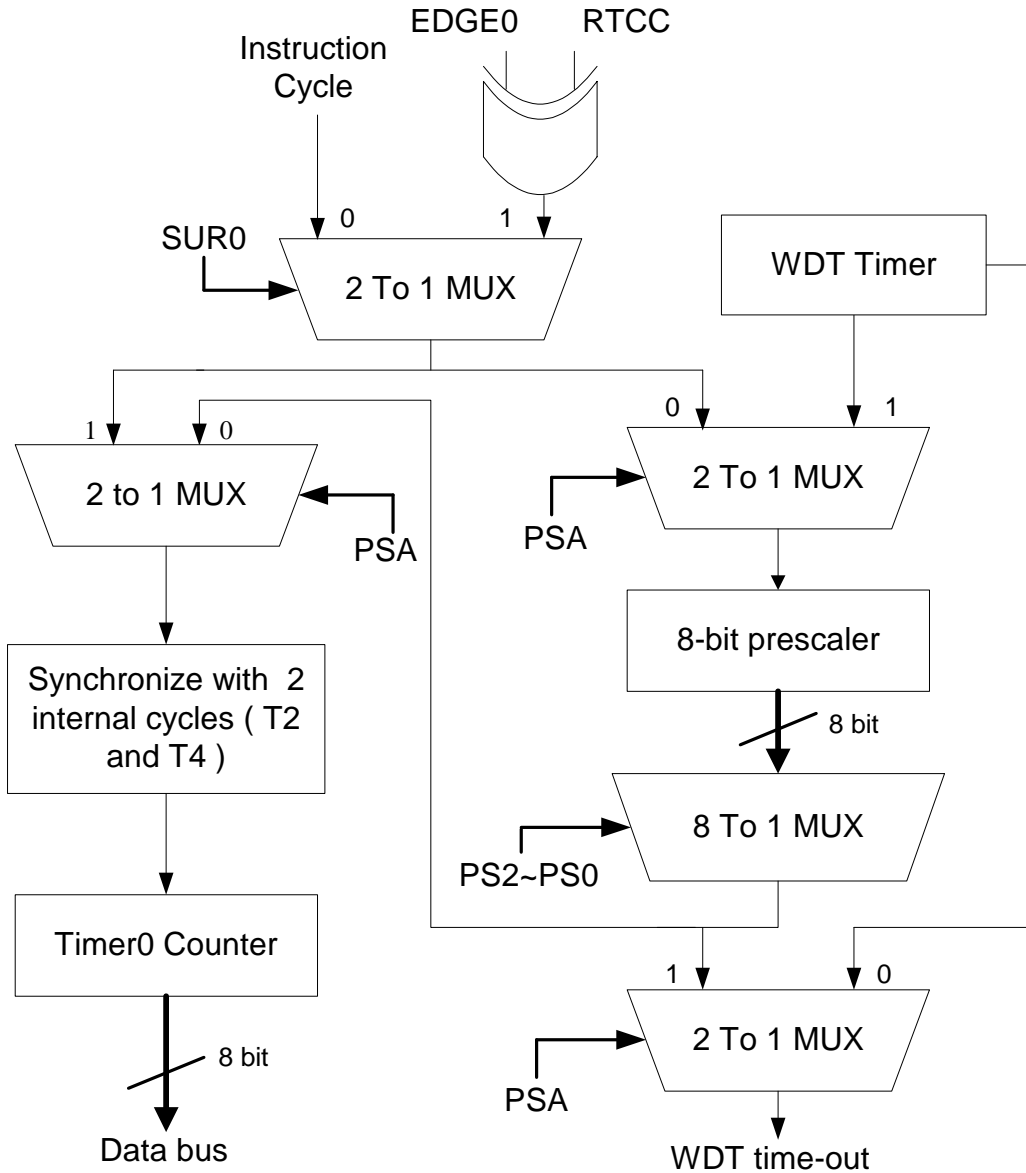 EDGE0 RTCC
Instruction
Cycle
0 1
SUR0
2 To 1 MUX
WDT Timer
1 0
0 1
2 to 1 MUX
2 To 1 MUX
PSA
PSA
8-bit prescaler
Synchronize with 2
internal cycles ( T2
and T4 )
8 bit
8 To 1 MUX
PS2~PS0
Timer0 Counter
1 0
2 To 1 MUX
8 bit
PSA
Data bus
WDT time-out